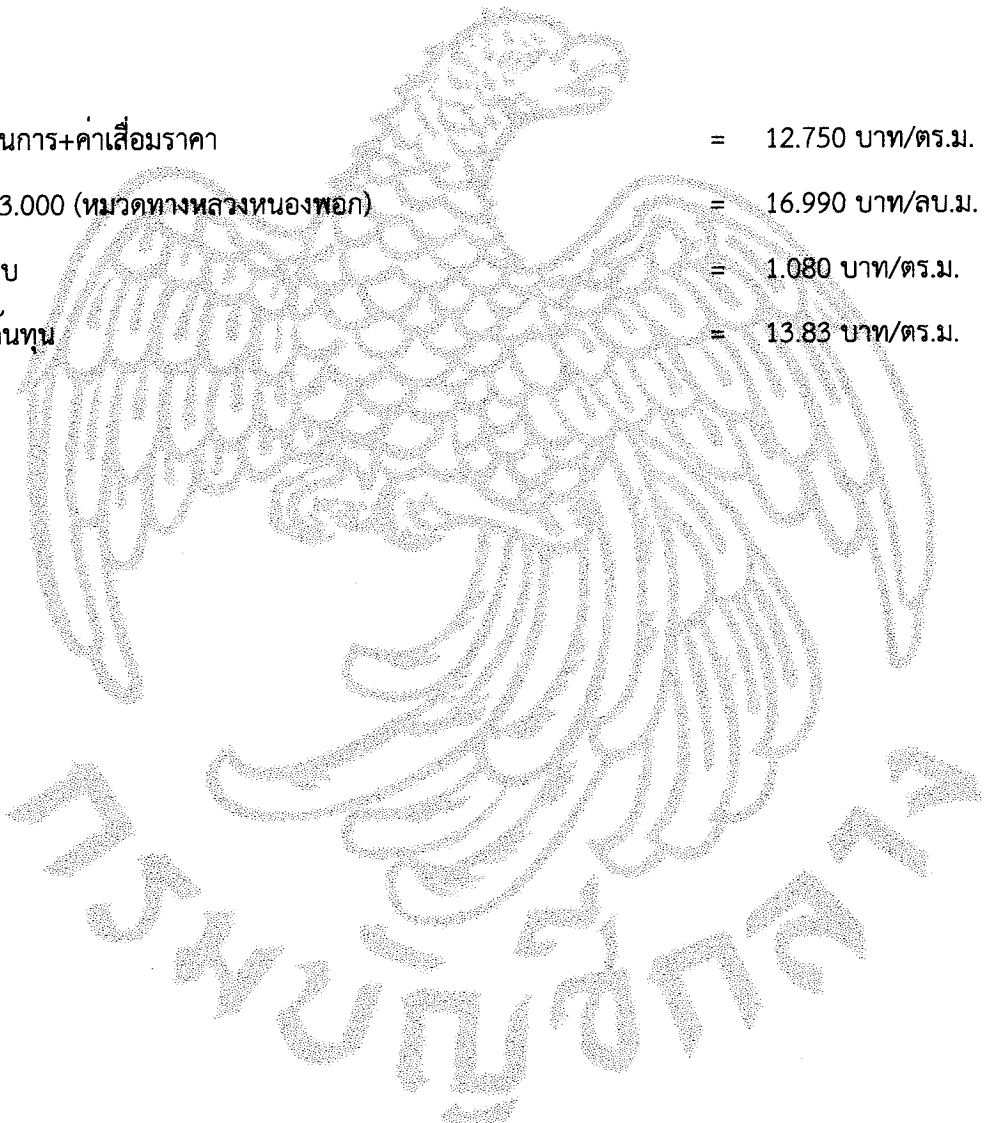 นการ+ค่าเสื่อมราคา = 12.750 บาท/ตร.ม.
3.000 (หมวดทางหลวงหนองพอก) = 16.990 บาท/ลบ.ม.
บ = 1.080 บาท/ตร.ม.
้นทุน = 13.83 บาท/ตร.ม.
กรมบัญชีกลาง